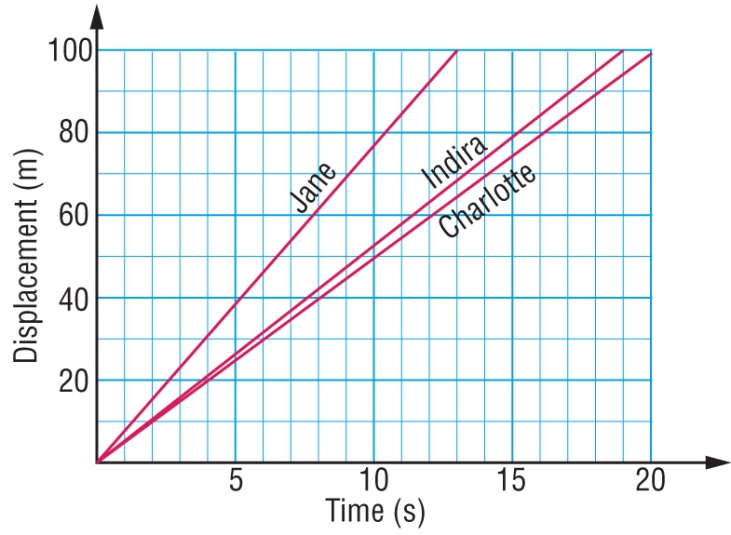 100
80
60
40
20
Displacement (m)
Jane
Indira
Charlotte
5 10 15 20
Time (s)